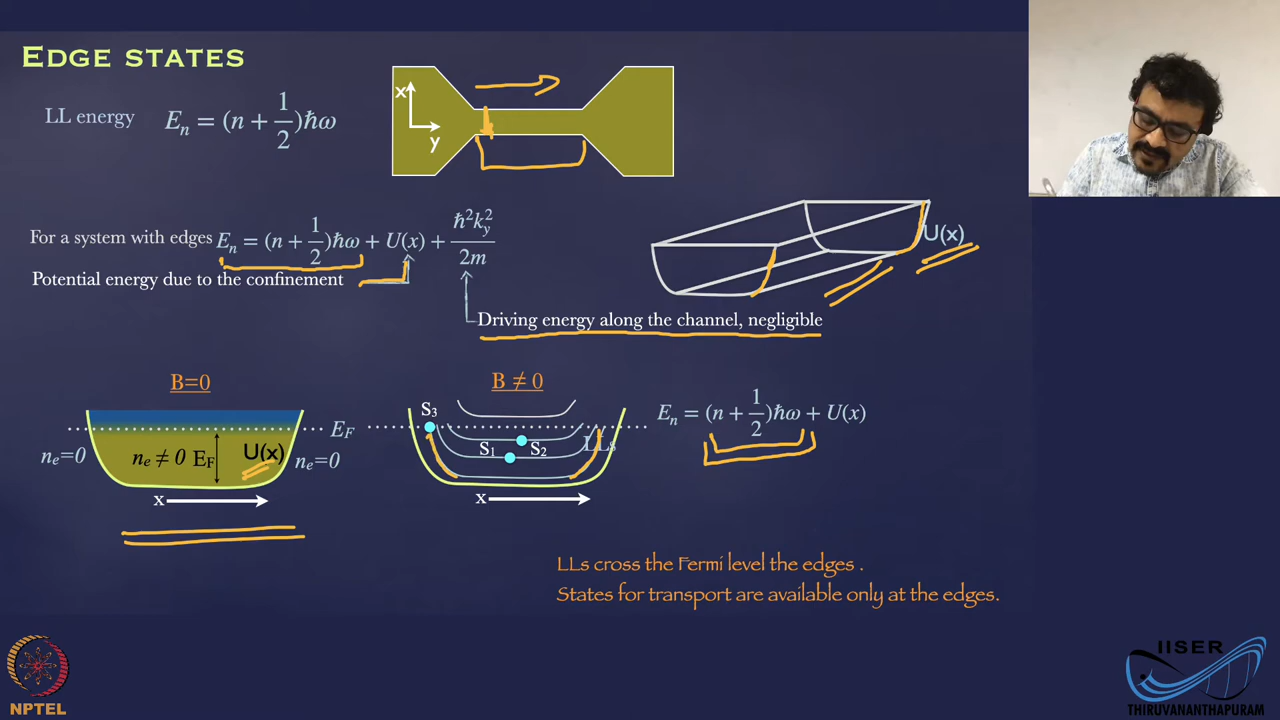 EDGE STATES
LL energy E_n = (n + 1/2)ħω
x
y
For a system with edges E_n = (n + 1/2)ħω + U(x) + ħ²k_y²/2m
Potential energy due to the confinement
Driving energy along the channel, negligible
U(x)
B=0
n_e=0
n_e ≠ 0 E_F
U(x)
n_e=0
E_F
x
B ≠ 0
S₃
S₁
S₂
LLs
x
E_n = (n + 1/2)ħω + U(x)
LLs cross the Fermi level the edges .
States for transport are available only at the edges.
NPTEL
IISER
THIRUVANANTHAPURAM